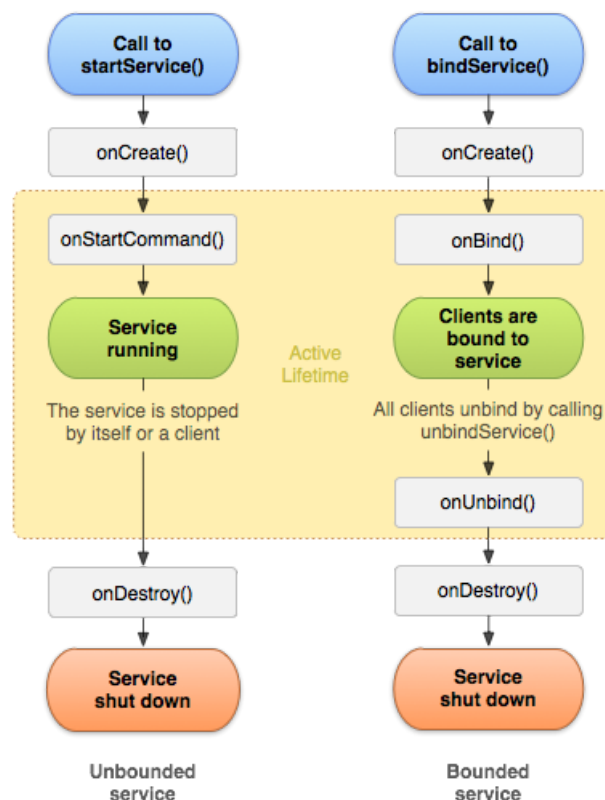 Call to
startService()
onCreate()
onStartCommand()
Service
running
The service is stopped
by itself or a client
onDestroy()
Service
shut down
Unbounded
service
Active
Lifetime
Call to
bindService()
onCreate()
onBind()
Clients are
bound to
service
All clients unbind by calling
unbindService()
onUnbind()
onDestroy()
Service
shut down
Bounded
service